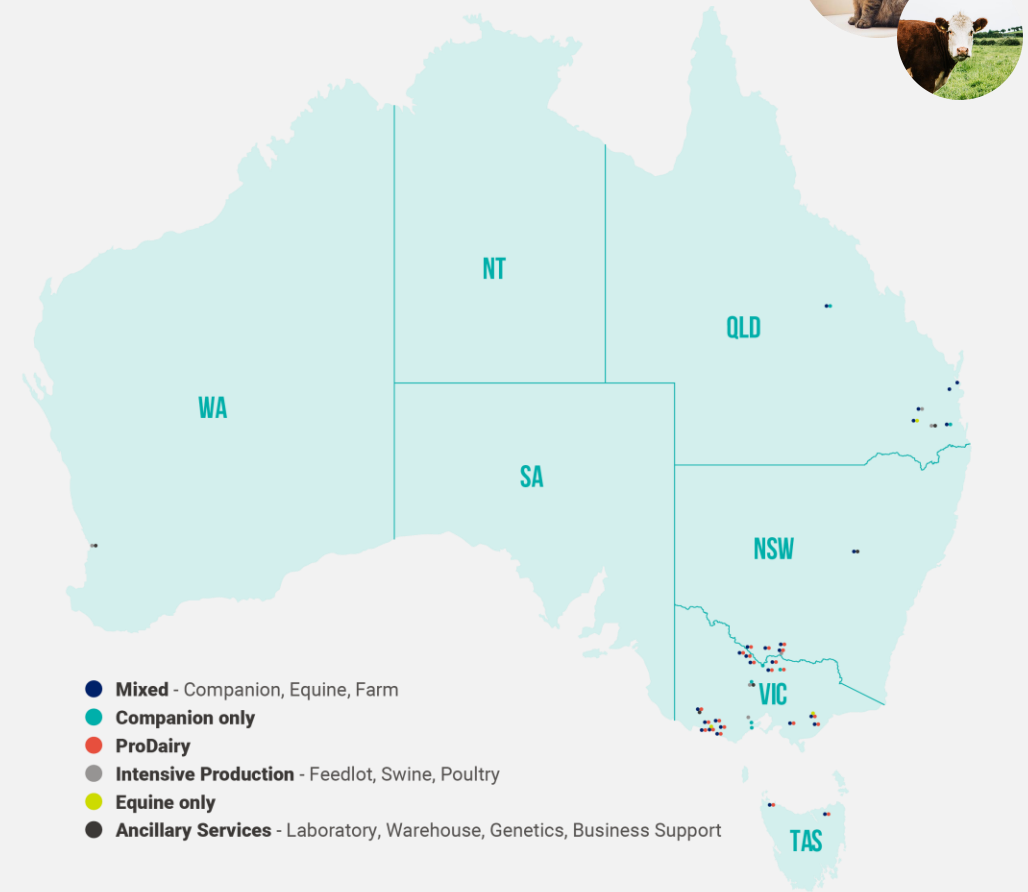 NT
QLD
WA
SA
NSW
VIC
Mixed - Companion, Equine, Farm
Companion only
ProDairy
Intensive Production - Feedlot, Swine, Poultry
Equine only
Ancillary Services - Laboratory, Warehouse, Genetics, Business Support
TAS